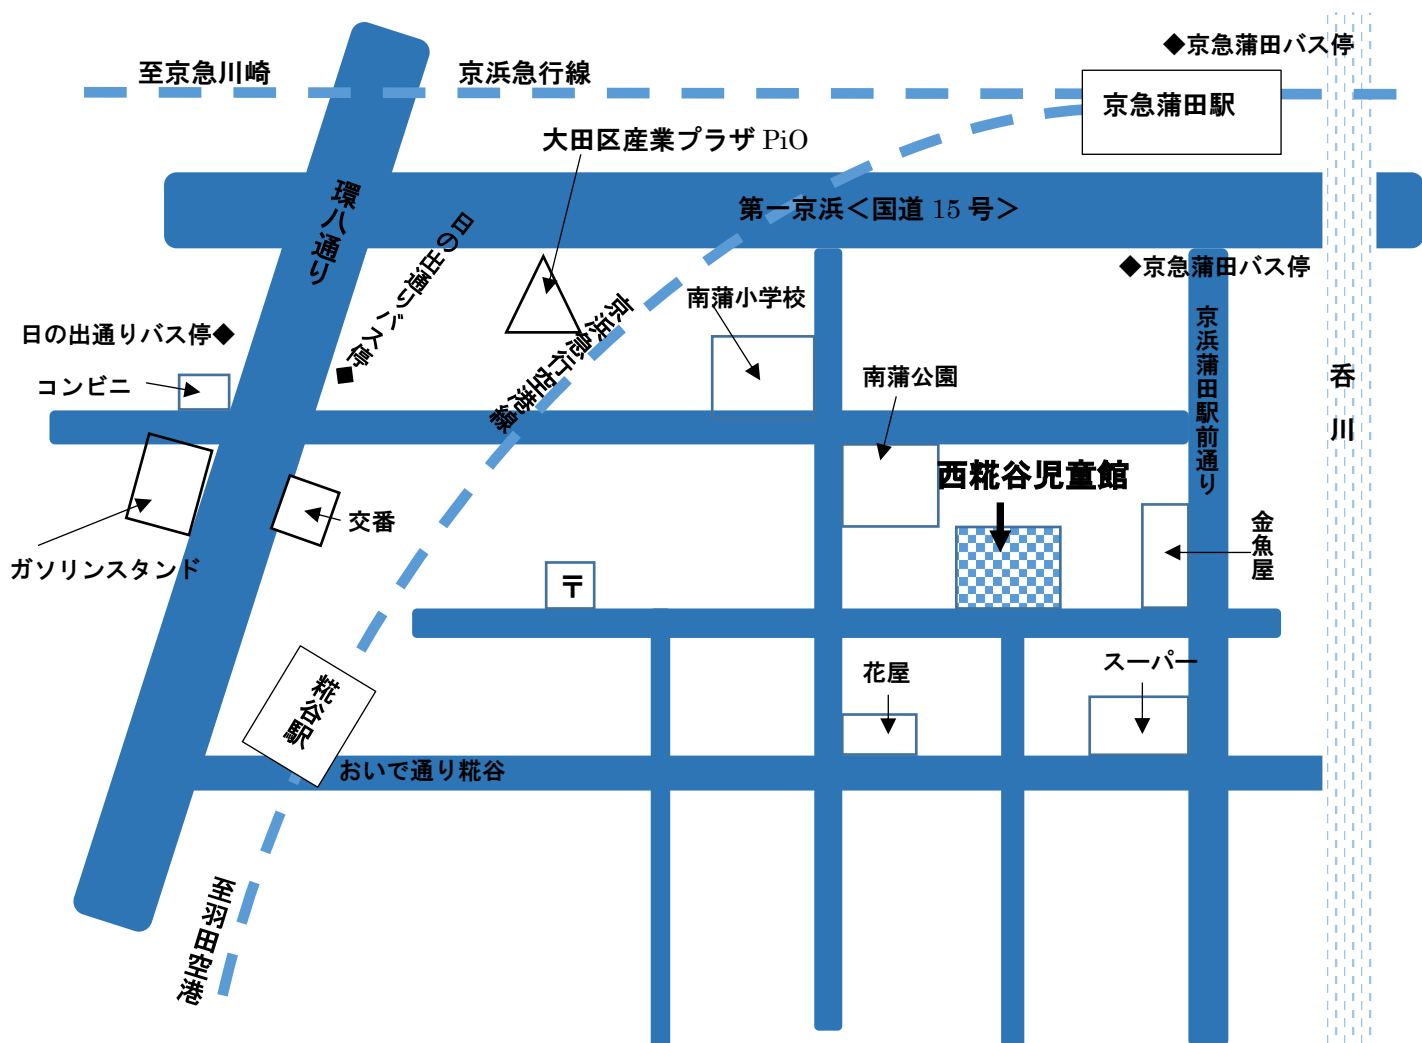 ◆京急蒲田バス停
至京急川崎
京浜急行線
京急蒲田駅
大田区産業プラザ PiO
環八通り
第一京浜<国道 15 号>
日の出通りバス停◆
◆京急蒲田バス停
京浜急行空港線
南蒲小学校
京浜蒲田駅前通り
日の出通りバス停◆
コンビニ
南蒲公園
呑川
西糀谷児童館
交番
金魚屋
ガソリンスタンド
〒
糀谷駅
花屋
スーパー
おいで通り糀谷
至羽田空港